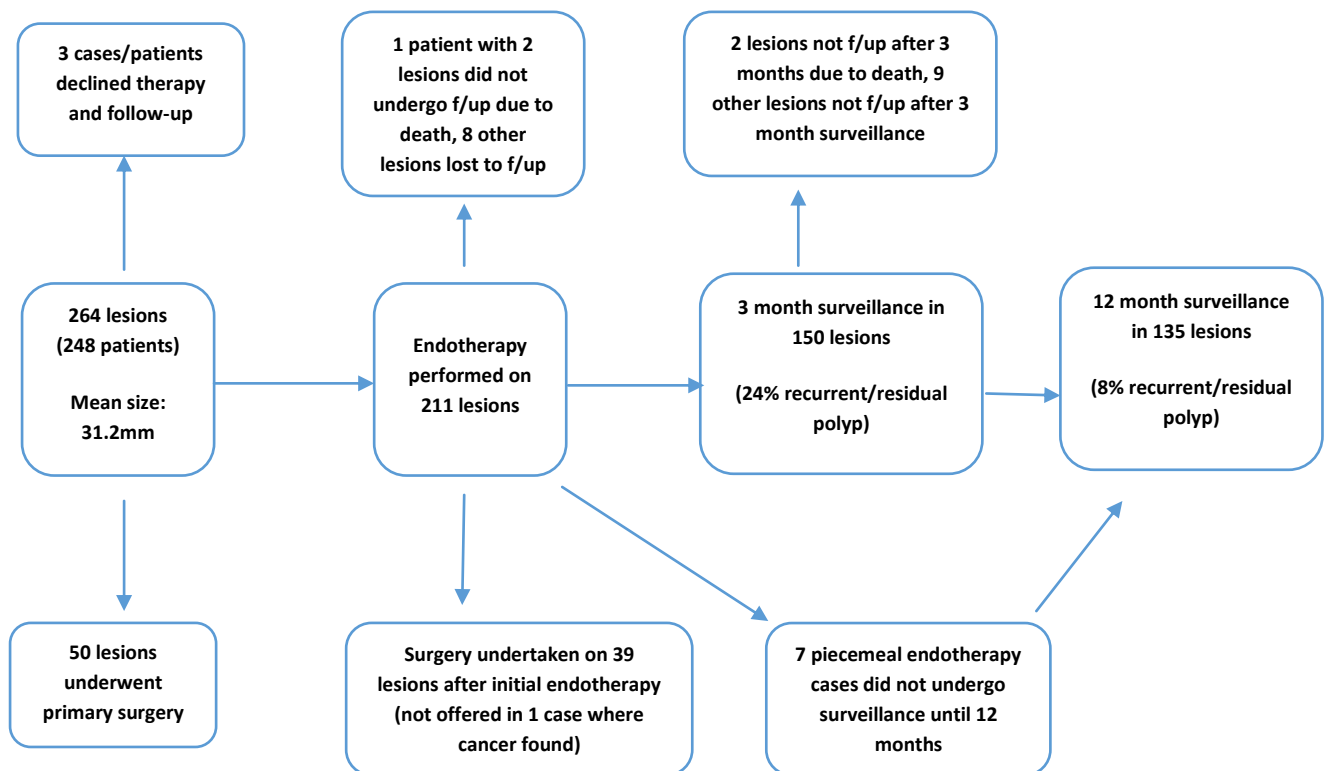 3 cases/patients
declined therapy
and follow-up
1 patient with 2
lesions did not
undergo f/up due to
death, 8 other
lesions lost to f/up
2 lesions not f/up after 3
months due to death, 9
other lesions not f/up after 3
month surveillance
264 lesions
(248 patients)
Mean size:
31.2mm
Endotherapy
performed on
211 lesions
3 month surveillance in
150 lesions
(24% recurrent/residual
polyp)
12 month surveillance
in 135 lesions
(8% recurrent/residual
polyp)
50 lesions
underwent
primary surgery
Surgery undertaken on 39
lesions after initial endotherapy
(not offered in 1 case where
cancer found)
7 piecemeal endotherapy
cases did not undergo
surveillance until 12
months